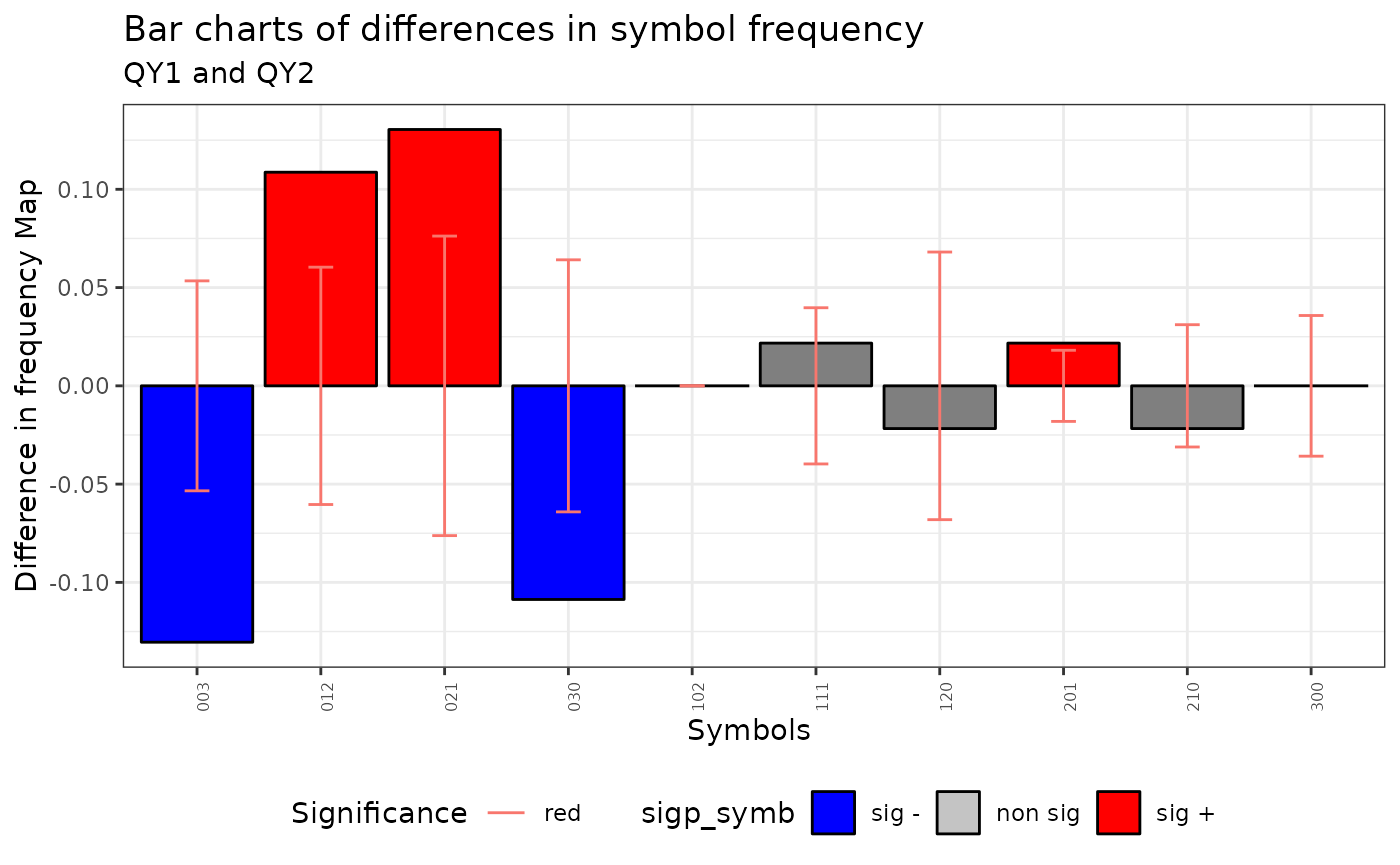 Bar charts of differences in symbol frequency
QY1 and QY2
Difference in frequency Map
0.10
0.05
0.00
-0.05
-0.10
003 012 021 030 102 111 120 201 210 300
Symbols
Significance red sigp_symb sig - non sig sig +